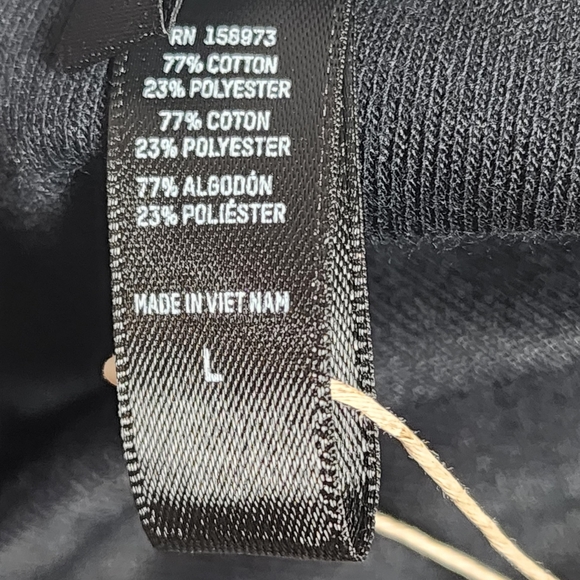 RN 158973
77% COTTON
23% POLYESTER
77% COTON
23% POLYESTER
77% ALGODÓN
23% POLIÉSTER
MADE IN VIET NAM
L